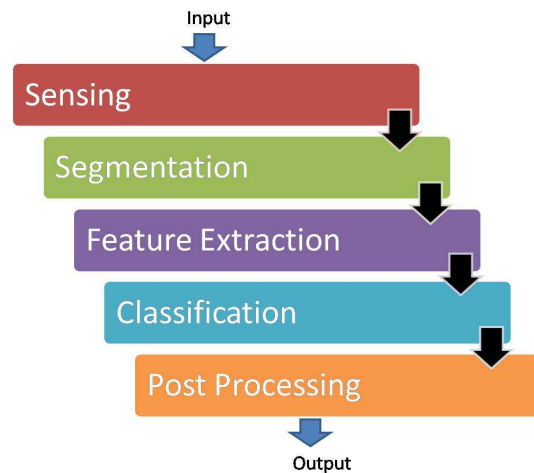 Input
Sensing
Segmentation
Feature Extraction
Classification
Post Processing
Output